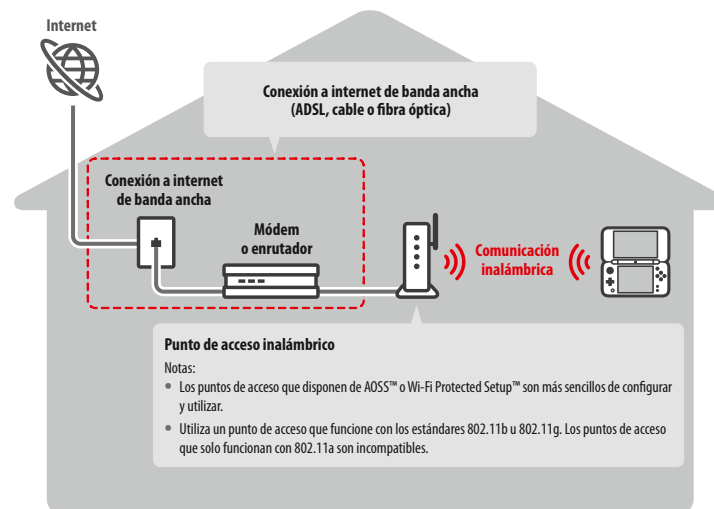 Internet
Conexión a internet de banda ancha
(ADSL, cable o fibra óptica)
Conexión a internet
de banda ancha
Módem
o enrutador
Comunicación
inalámbrica
Punto de acceso inalámbrico
Notas:
• Los puntos de acceso que disponen de AOSS™ o Wi-Fi Protected Setup™ son más sencillos de configurar
y utilizar.
• Utiliza un punto de acceso que funcione con los estándares 802.11b u 802.11g. Los puntos de acceso
que solo funcionan con 802.11a son incompatibles.